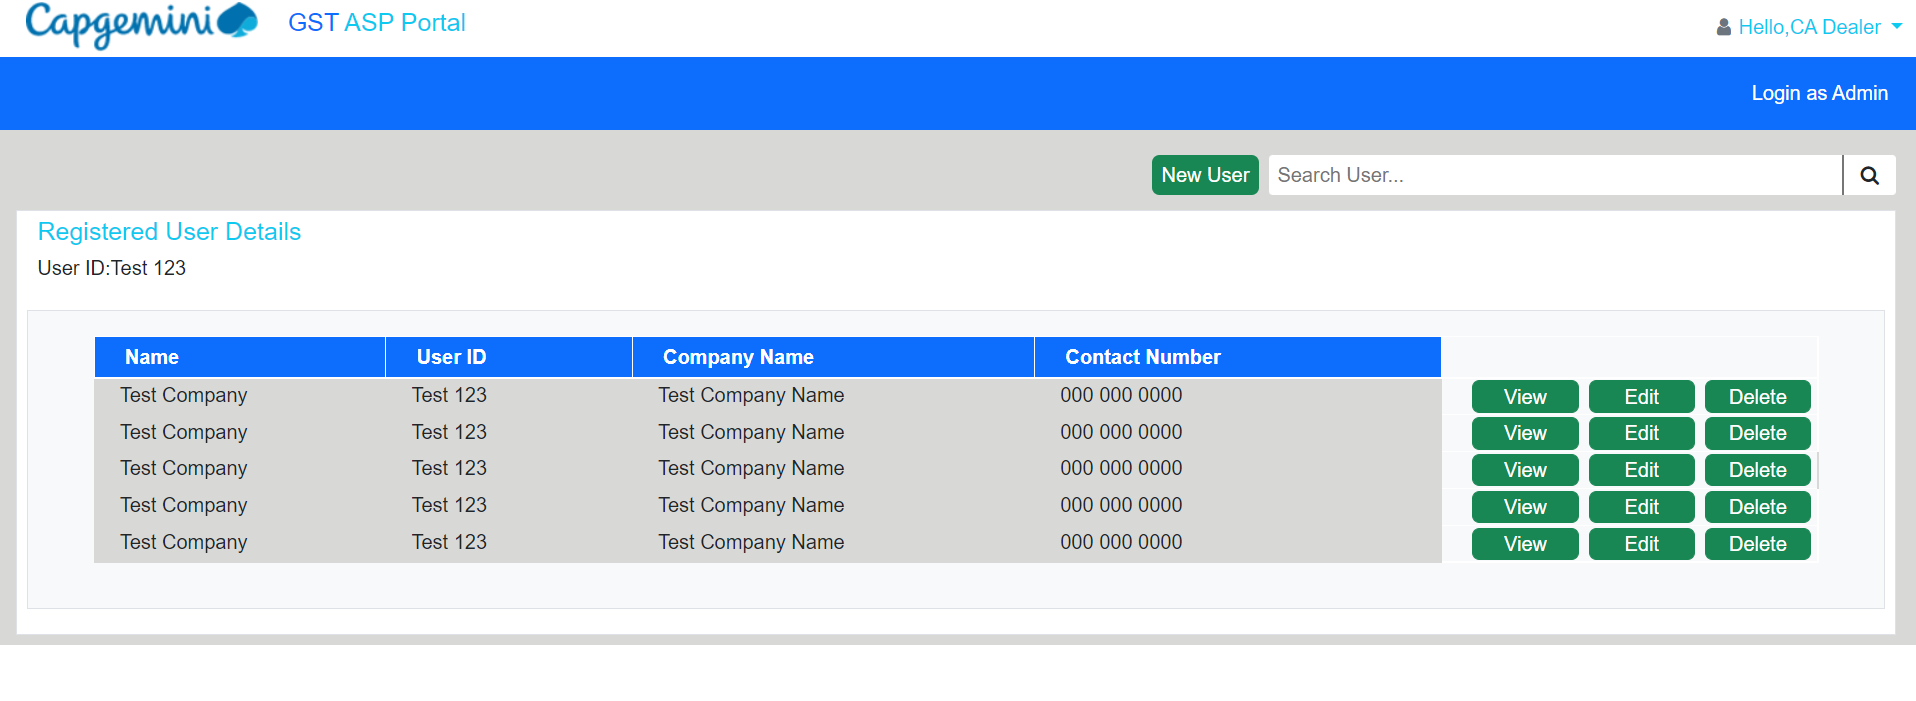 Capgemini GST ASP Portal Hello,CA Dealer
Login as Admin
New User Search User...
Registered User Details
User ID:Test 123
Name User ID Company Name Contact Number
Test Company Test 123 Test Company Name 000 000 0000 View Edit Delete
Test Company Test 123 Test Company Name 000 000 0000 View Edit Delete
Test Company Test 123 Test Company Name 000 000 0000 View Edit Delete
Test Company Test 123 Test Company Name 000 000 0000 View Edit Delete
Test Company Test 123 Test Company Name 000 000 0000 View Edit Delete